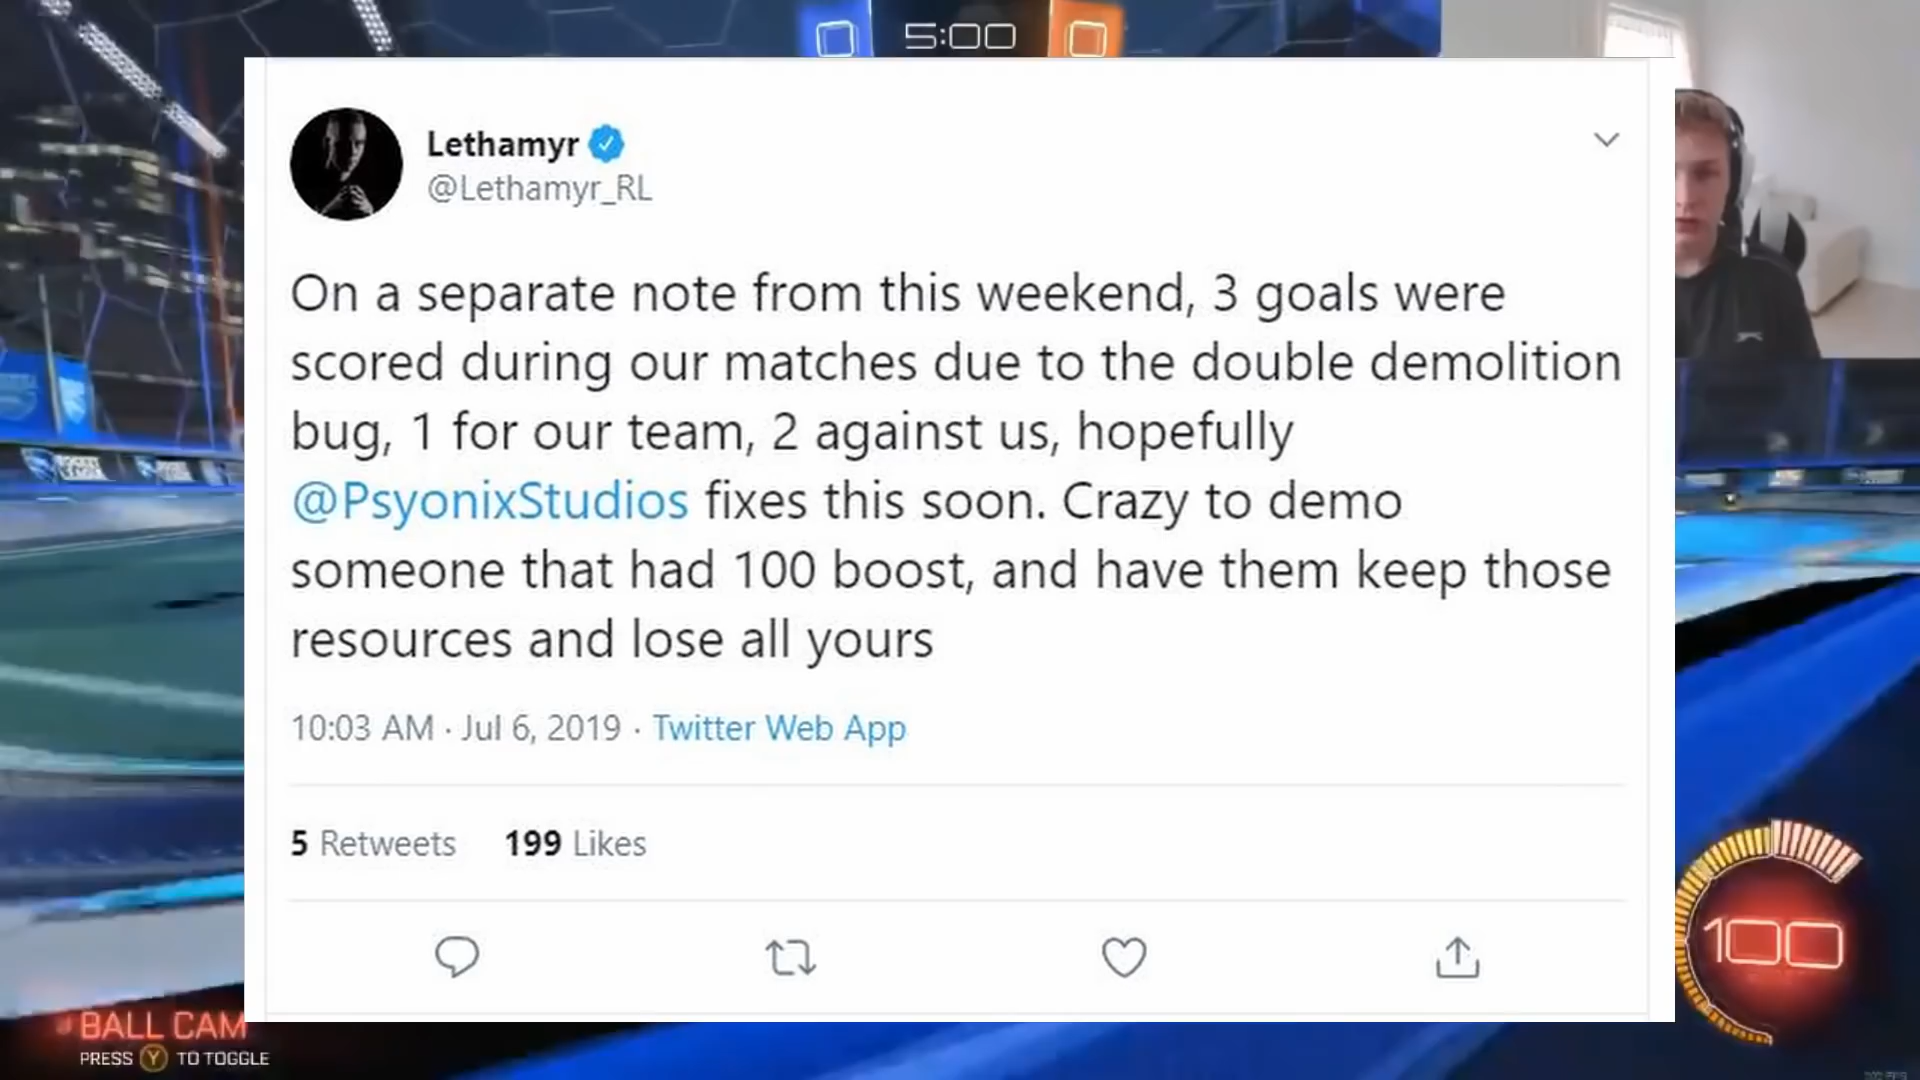 0 5:00 0
Lethamyr
@Lethamyr_RL
On a separate note from this weekend, 3 goals were
scored during our matches due to the double demolition
bug, 1 for our team, 2 against us, hopefully
@PsyonixStudios fixes this soon. Crazy to demo
someone that had 100 boost, and have them keep those
resources and lose all yours
10:03 AM · Jul 6, 2019 · Twitter Web App
5 Retweets 199 Likes
100
BALL CAM
PRESS Y TO TOGGLE